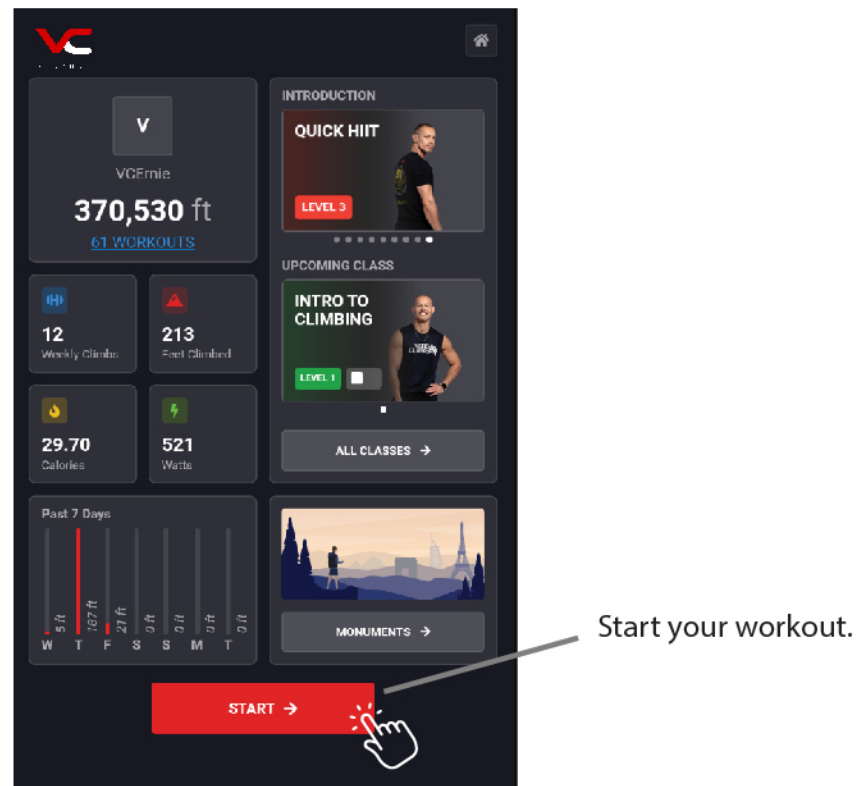 VC
V
VCErnie
370,530 ft
61 WORKOUTS
12
Weekly Climbs
213
Feet Climbed
29.70
Calories
521
Watts
INTRODUCTION
QUICK HIIT
LEVEL 3
UPCOMING CLASS
INTRO TO
CLIMBING
LEVEL 1
ALL CLASSES →
Past 7 Days
5 ft
187 ft
21 ft
0 ft
0 ft
0 ft
0 ft
W T F S S M T
MONUMENTS →
START →
Start your workout.